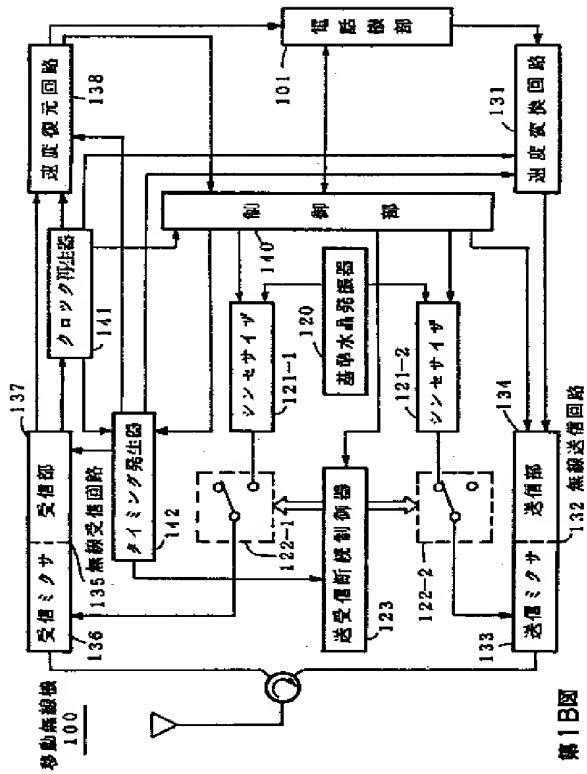 移動無線機
100
136
受信ミクサ
受信部
137
135 無線受信回路
クロック再生器
141
速度復元回路
138
タイミング発生器
142
122-1
シンセサイザ
121-1
制御部
140
電話機部
101
送受信断続制御器
123
基準水晶発振器
120
シンセサイザ
121-2
122-2
速度変換回路
131
133
送信ミクサ
送信部
134
132 無線送信回路
第1B図